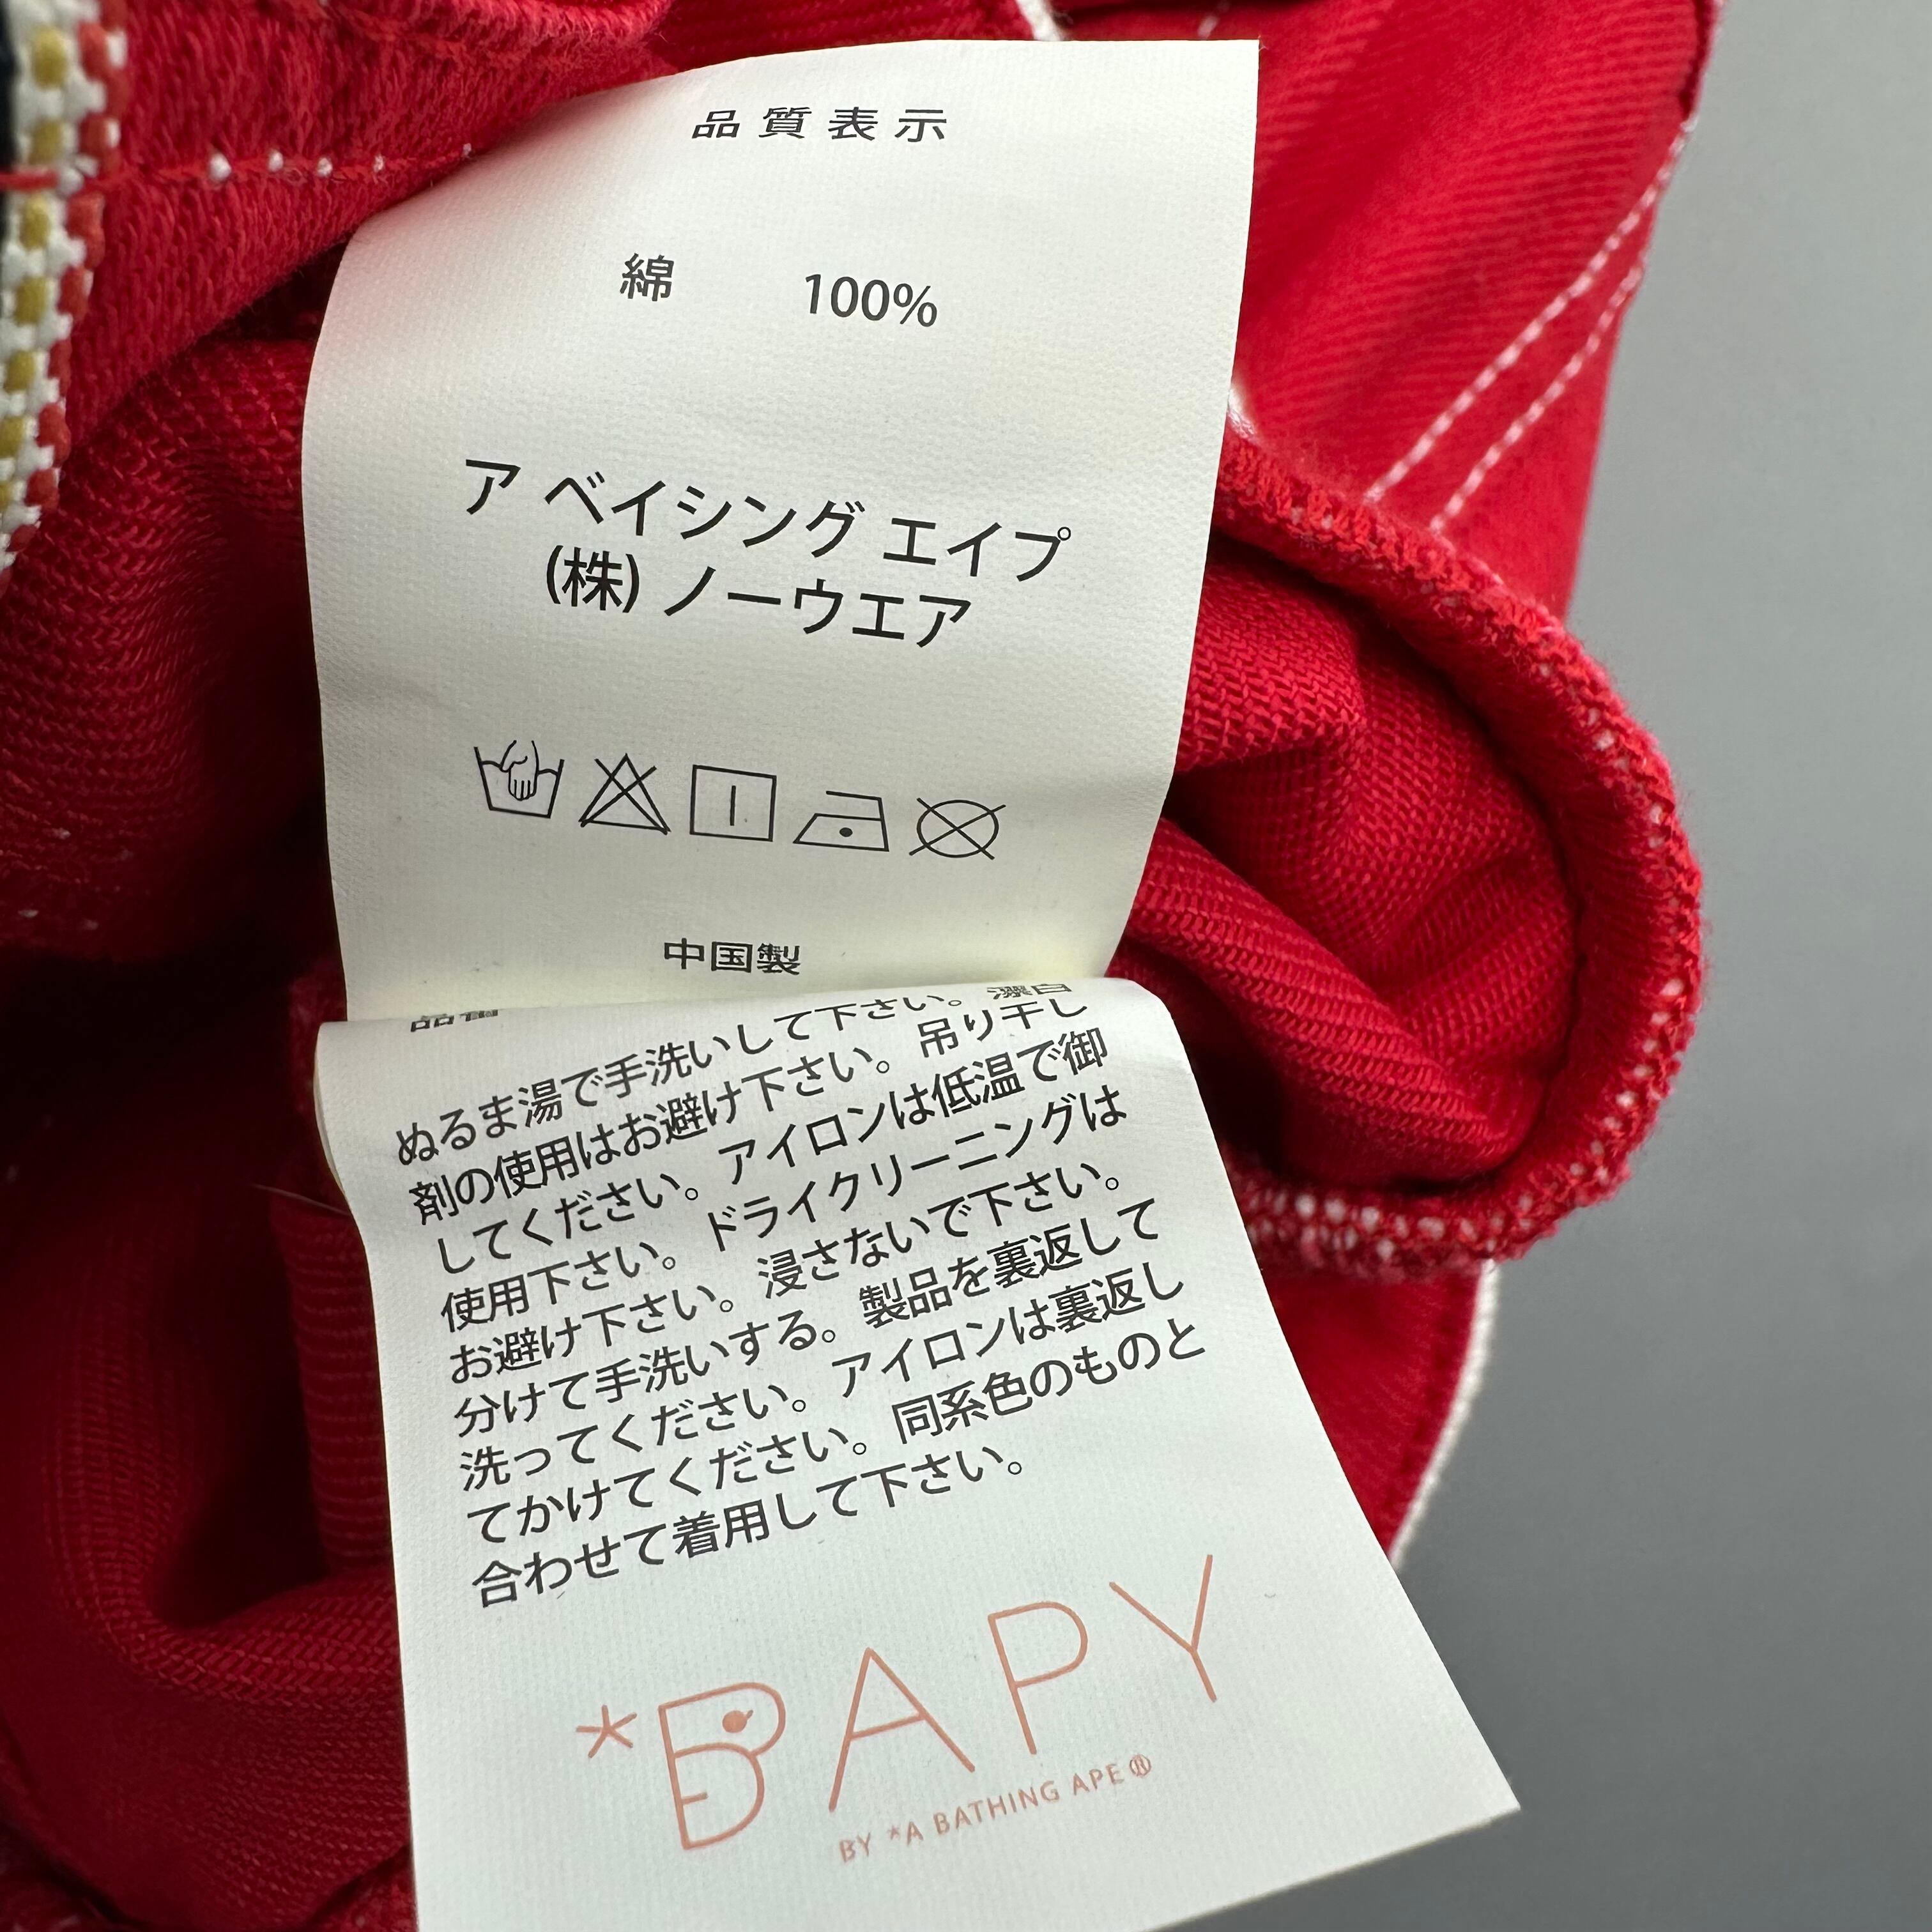 品質表示
綿 100%
ア ベイシング エイプ
(株) ノーウエア
中国製
ぬるま湯で手洗いして下さい。漂白
剤の使用はお避け下さい。吊り干し
してください。アイロンは低温で御
使用下さい。ドライクリーニングは
お避け下さい。浸さないで下さい。
分けて手洗いする。製品を裏返して
洗ってください。アイロンは裏返し
てかけてください。同系色のものと
合わせて着用して下さい。
*BAPY
BY *A BATHING APE®